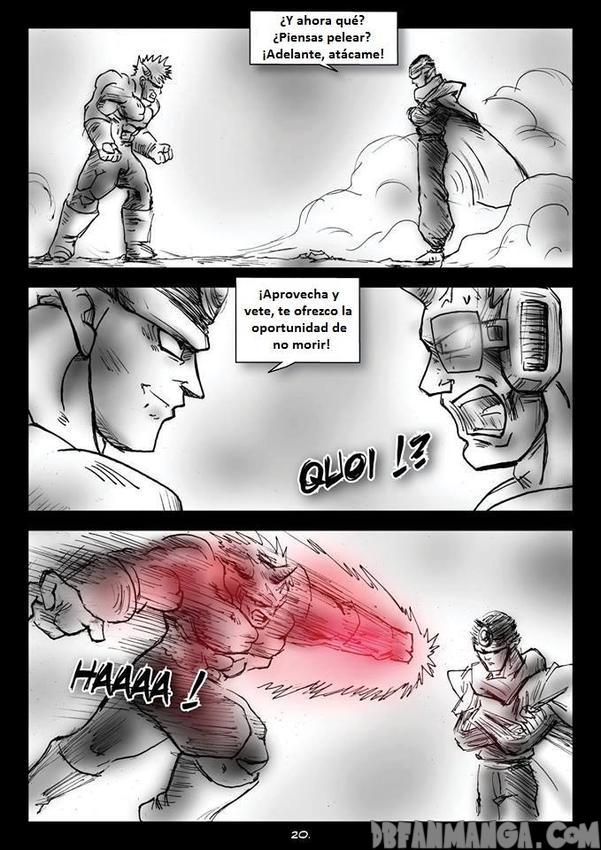 ¿Y ahora qué?
¿Piensas pelear?
¡Adelante, atácame!
¡Aprovecha y
vete, te ofrezco la
oportunidad de
no morir!
QUOI !?
HAAAA !
20.
DBFANMANGA.COM